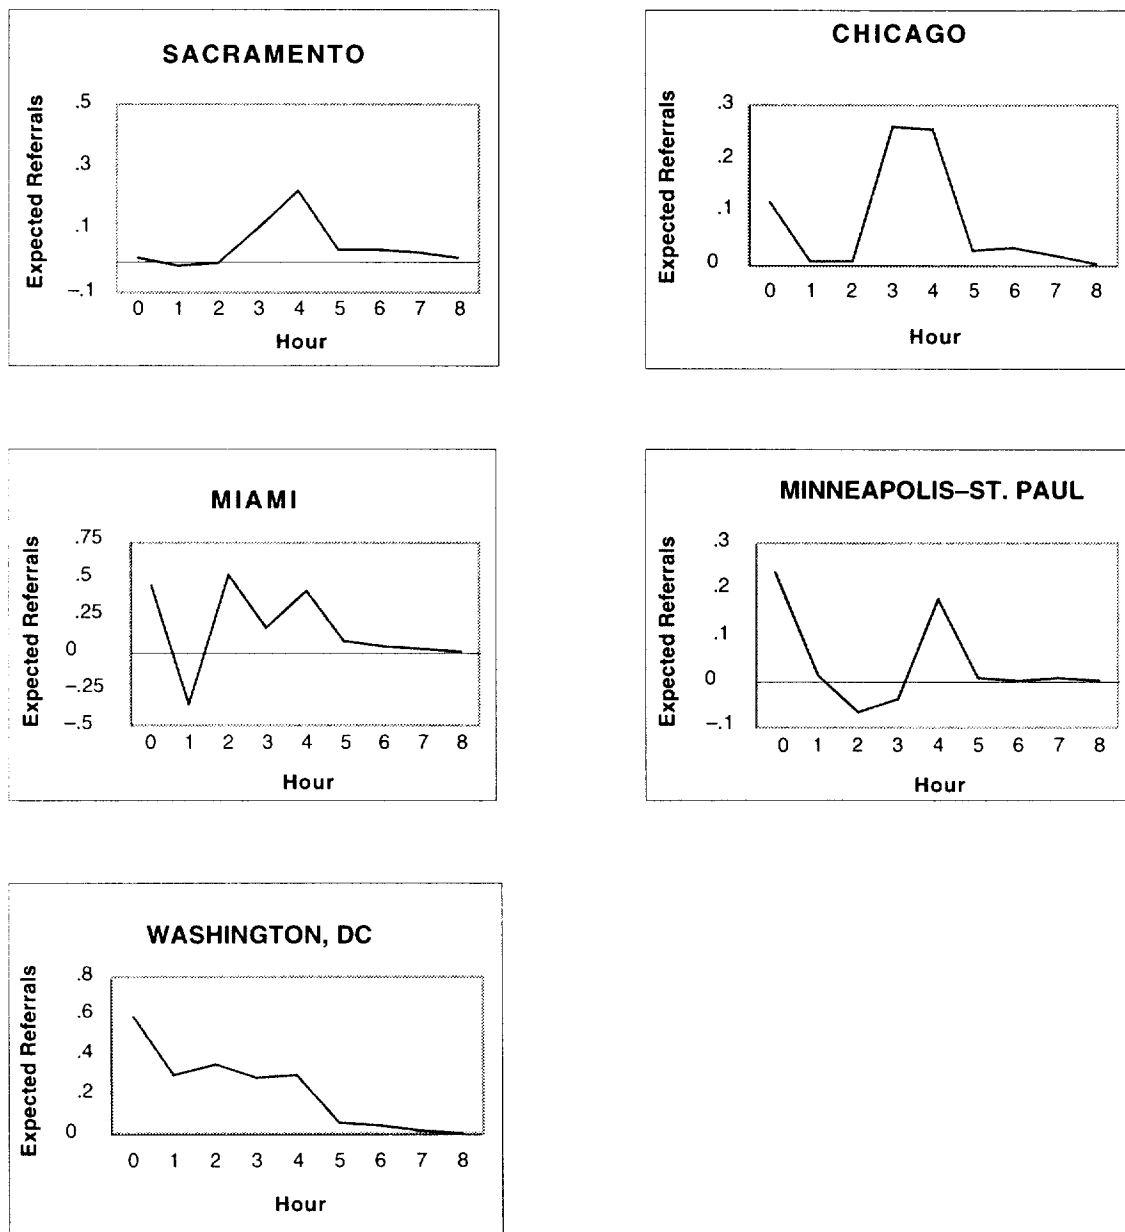 SACRAMENTO
Expected Referrals
.5
.3
.1
–.1
0 1 2 3 4 5 6 7 8
Hour
CHICAGO
Expected Referrals
.3
.2
.1
0
0 1 2 3 4 5 6 7 8
Hour
MIAMI
Expected Referrals
.75
.5
.25
0
–.25
–.5
0 1 2 3 4 5 6 7 8
Hour
MINNEAPOLIS–ST. PAUL
Expected Referrals
.3
.2
.1
0
–.1
0 1 2 3 4 5 6 7 8
Hour
WASHINGTON, DC
Expected Referrals
.8
.6
.4
.2
0
0 1 2 3 4 5 6 7 8
Hour